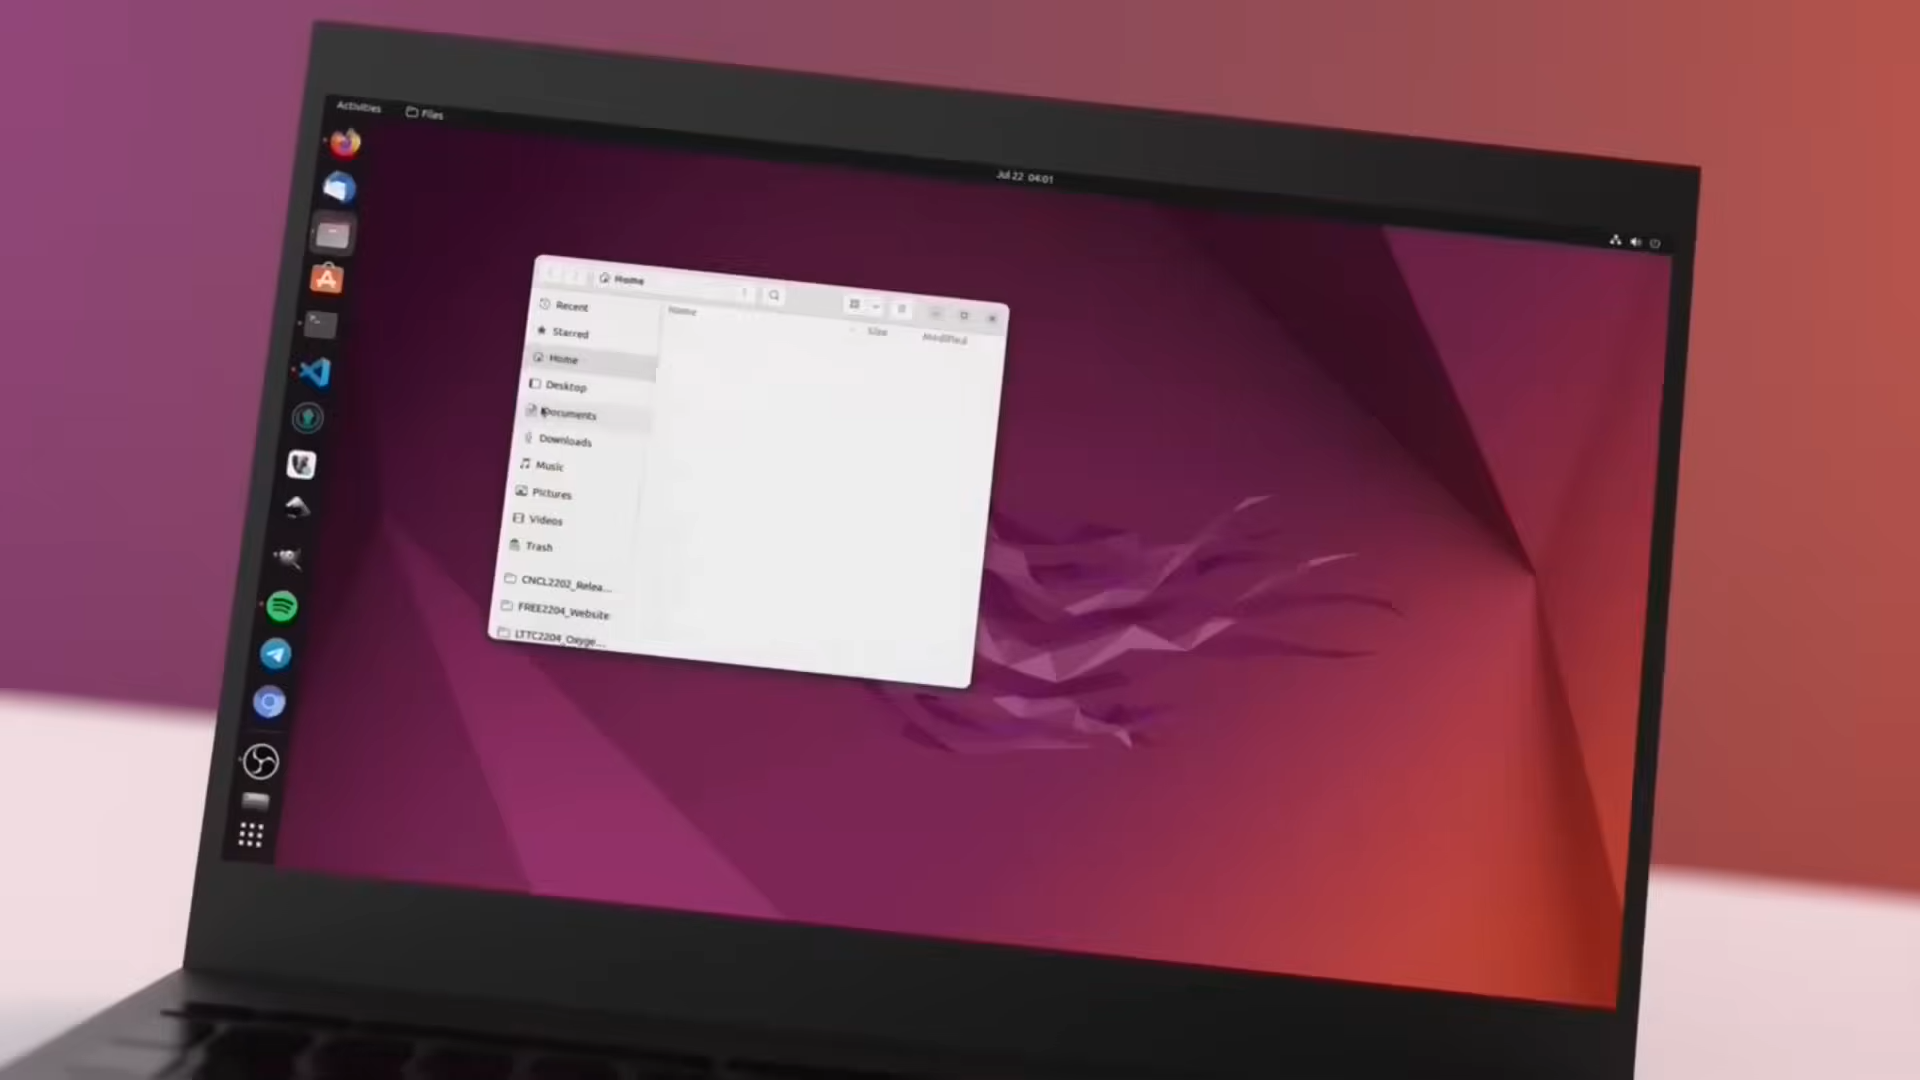 Activities Files
Jul 22 04:01
Home
Recent
Starred
Home
Desktop
Documents
Downloads
Music
Pictures
Videos
Trash
CNCL2202_Relea...
FREE2204_Website
LTTC2204_Oxyge...
Name
Size
Modified